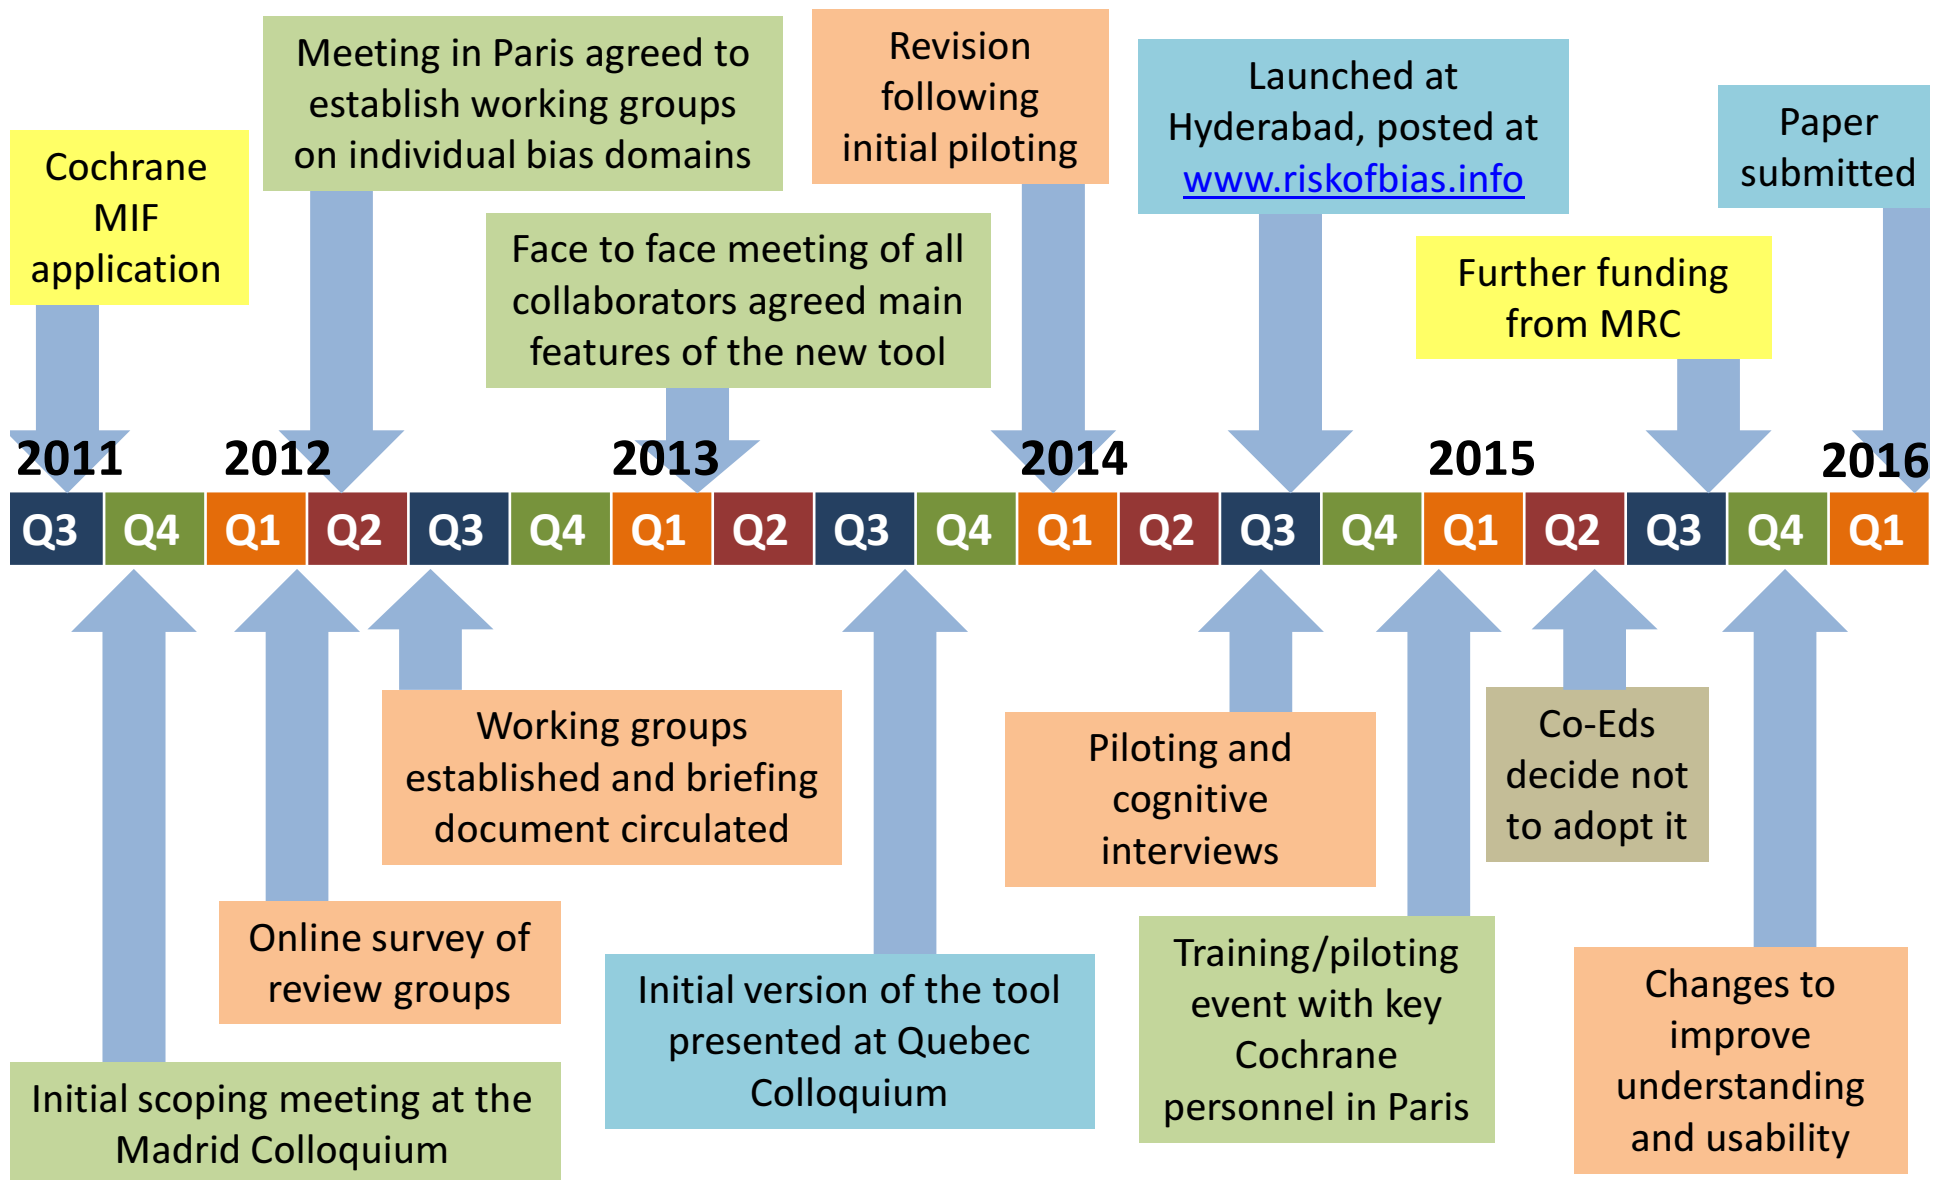 Cochrane
MIF
application
Meeting in Paris agreed to
establish working groups
on individual bias domains
Face to face meeting of all
collaborators agreed main
features of the new tool
Revision
following
initial piloting
Launched at
Hyderabad, posted at
www.riskofbias.info
Further funding
from MRC
Paper
submitted
2011 2012 2013 2014 2015 2016
Q3 Q4 Q1 Q2 Q3 Q4 Q1 Q2 Q3 Q4 Q1 Q2 Q3 Q4 Q1 Q2 Q3 Q4 Q1
Initial scoping meeting at the
Madrid Colloquium
Online survey of
review groups
Working groups
established and briefing
document circulated
Initial version of the tool
presented at Quebec
Colloquium
Piloting and
cognitive
interviews
Training/piloting
event with key
Cochrane
personnel in Paris
Co-Eds
decide not
to adopt it
Changes to
improve
understanding
and usability